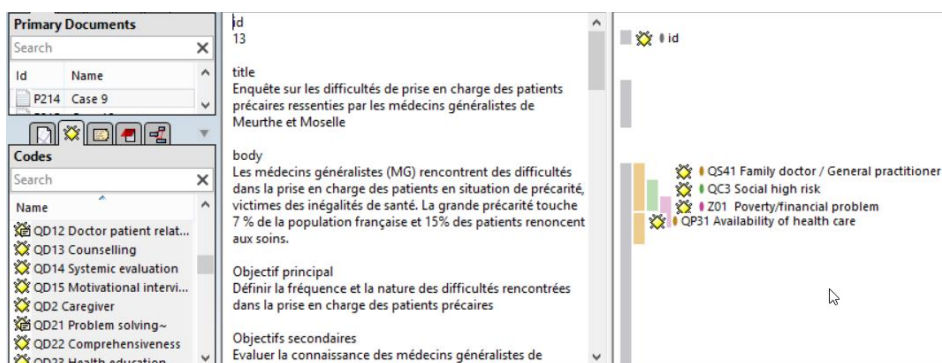 Primary Documents
Search
Id Name
P214 Case 9
Codes
Search
Name
QD12 Doctor patient relat...
QD13 Counselling
QD14 Systemic evaluation
QD15 Motivational intervi...
QD2 Caregiver
QD21 Problem solving~
QD22 Comprehensiveness
QD23 Health education
id
13
title
Enquête sur les difficultés de prise en charge des patients
précaires ressenties par les médecins généralistes de
Meurthe et Moselle
body
Les médecins généralistes (MG) rencontrent des difficultés
dans la prise en charge des patients en situation de précarité,
victimes des inégalités de santé. La grande précarité touche
7 % de la population française et 15% des patients renoncent
aux soins.
Objectif principal
Définir la fréquence et la nature des difficultés rencontrées
dans la prise en charge des patients précaires
Objectifs secondaires
Evaluer la connaissance des médecins généralistes de
id
QS41 Family doctor / General practitioner
QC3 Social high risk
Z01 Poverty/financial problem
QP31 Availability of health care